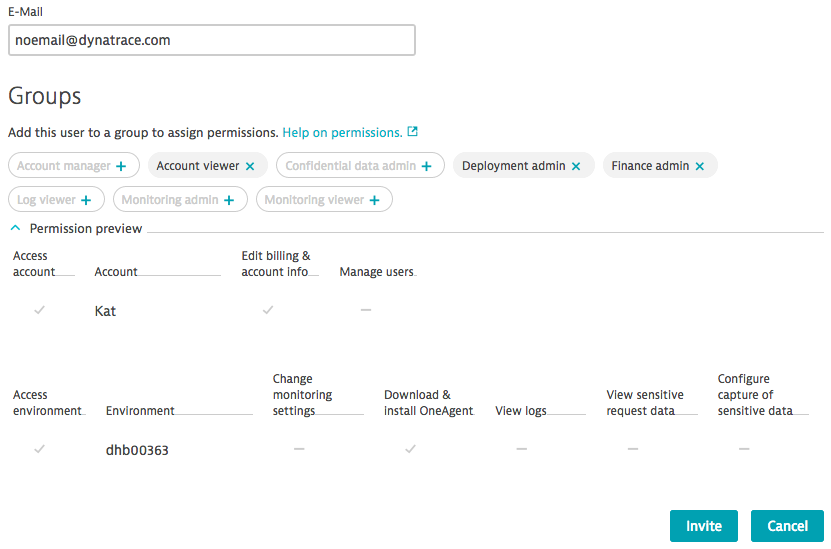 E-Mail
noemail@dynatrace.com
Groups
Add this user to a group to assign permissions. Help on permissions.
Account manager + Account viewer × Confidential data admin + Deployment admin × Finance admin ×
Log viewer + Monitoring admin + Monitoring viewer +
Permission preview
Access account Account Edit billing & account info Manage users
Kat
Access environment Environment Change monitoring settings Download & install OneAgent View logs View sensitive request data Configure capture of sensitive data
dhb00363
Invite Cancel